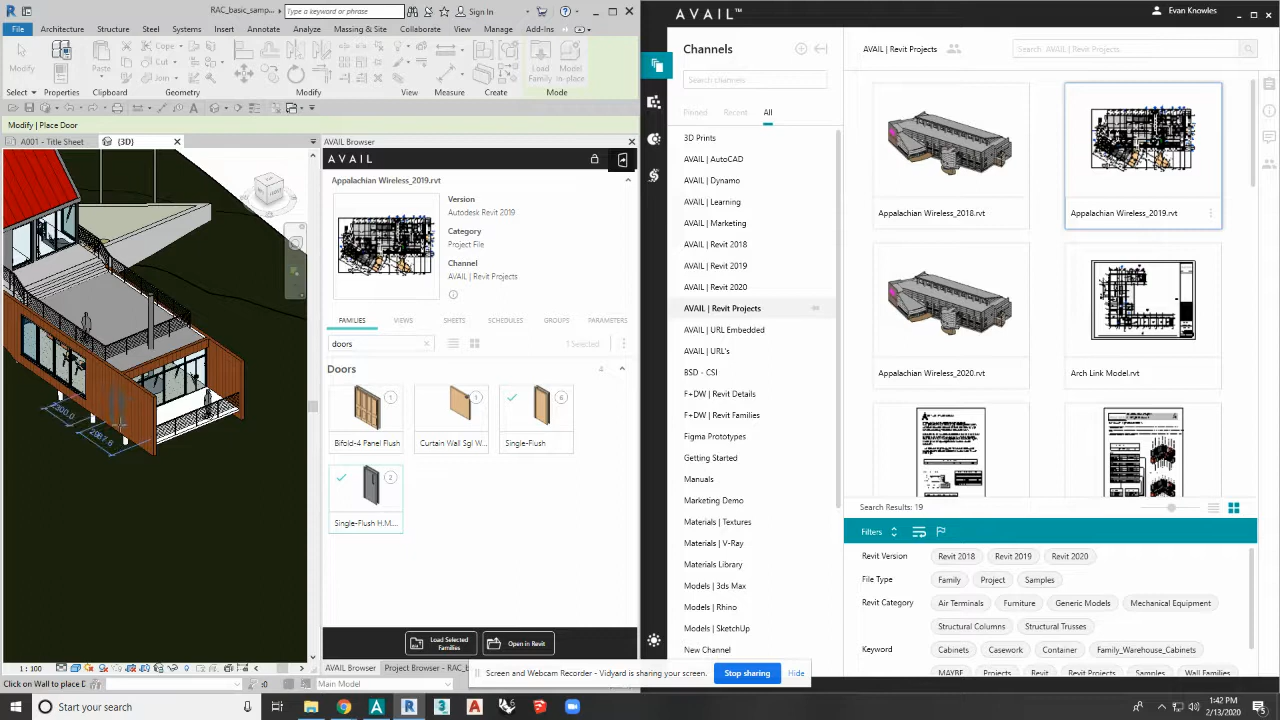 RAC_basic_samp...
Type a keyword or phrase
Sign In
File
Architecture
Structure
Steel
Systems
Insert
Annotate
Analyze
Massing & Site
Collaborate
View
Manage
Add-Ins
Modify
Paste
Cope
Cut
Join
Load Family
Model In-place
Select
Properties
Clipboard
Geometry
Modify
View
Measure
Create
Mode
Modify | Place Door
A001 - Title Sheet
{3D}
AVAIL Browser
AVAIL
Appalachian Wireless_2019.rvt
Version
Autodesk Revit 2019
Category
Project File
Channel
AVAIL | Revit Projects
FAMILIES
VIEWS
SHEETS
SCHEDULES
GROUPS
PARAMETERS
doors
1 Selected
Doors
4
1
Bifold-4 Panel Flush
1
6
Single-Flush
2
Single-Flush H.M....
Load Selected Families
Open in Revit
1 : 100
AVAIL Browser
Project Browser - RAC_
:0
Main Model
AVAIL™
Evan Knowles
Channels
Search channels
Pinned
Recent
All
3D Prints
AVAIL | AutoCAD
AVAIL | Dynamo
AVAIL | Learning
AVAIL | Marketing
AVAIL | Revit 2018
AVAIL | Revit 2019
AVAIL | Revit 2020
AVAIL | Revit Projects
AVAIL | URL Embedded
AVAIL | URL's
BSD - CSI
F+DW | Revit Details
F+DW | Revit Families
Figma Prototypes
Getting Started
Manuals
Marketing Demo
Materials | Textures
Materials | V-Ray
Materials Library
Models | 3ds Max
Models | Rhino
Models | SketchUp
New Channel
AVAIL | Revit Projects
Search AVAIL | Revit Projects
Appalachian Wireless_2018.rvt
Appalachian Wireless_2019.rvt
Appalachian Wireless_2020.rvt
Arch Link Model.rvt
Search Results: 19
Filters
Revit Version
Revit 2018
Revit 2019
Revit 2020
File Type
Family
Project
Samples
Revit Category
Air Terminals
Furniture
Generic Models
Mechanical Equipment
Structural Columns
Structural Trusses
Keyword
Cabinets
Casework
Container
Family_Warehouse_Cabinets
MAYBE
Projects
Revit
Revit Projects
Samples
Wall Families
Screen and Webcam Recorder - Vidyard is sharing your screen.
Stop sharing
Hide
Start your search
1:42 PM
2/13/2020